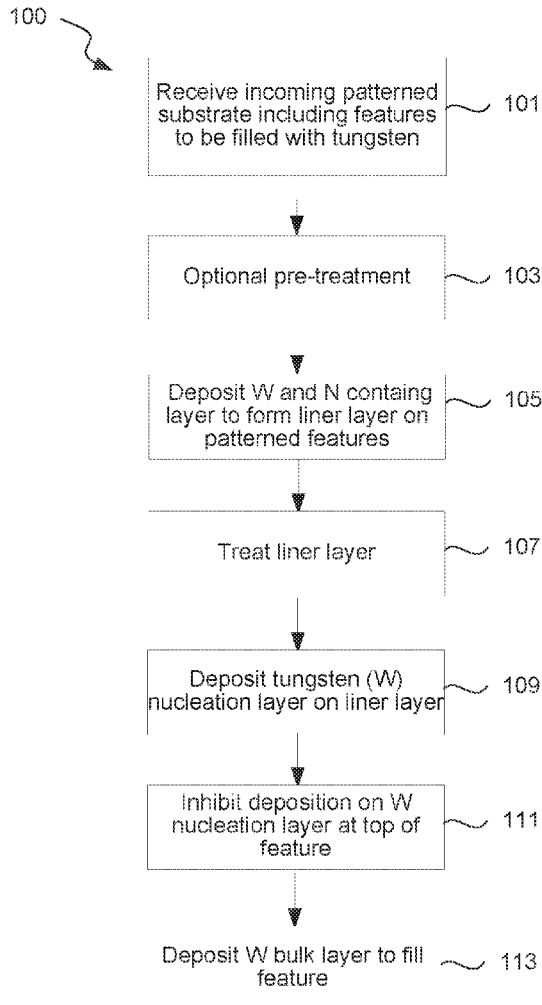 100
Receive incoming patterned
substrate including features
to be filled with tungsten
101
Optional pre-treatment
103
Deposit W and N containg
layer to form liner layer on
patterned features
105
Treat liner layer
107
Deposit tungsten (W)
nucleation layer on liner layer
109
Inhibit deposition on W
nucleation layer at top of
feature
111
Deposit W bulk layer to fill
feature
113